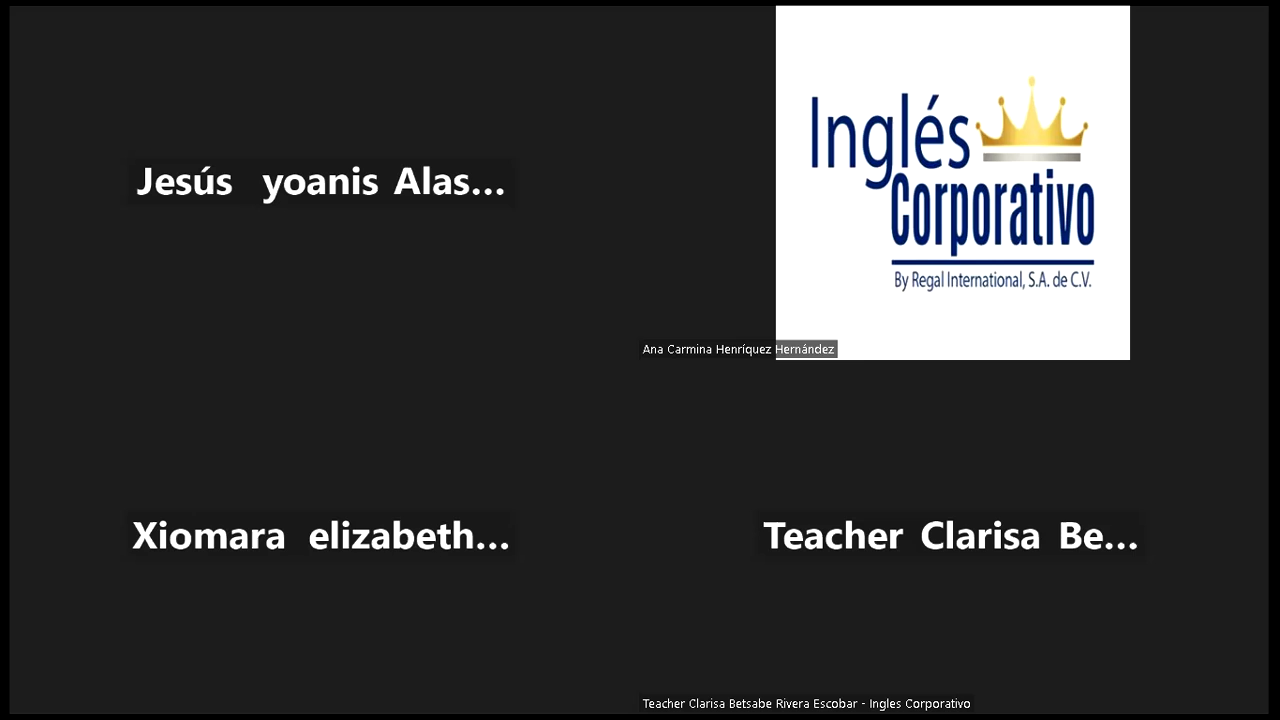 Jesús yoanis Alas...
Inglés
Corporativo
By Regal International, S.A. de C.V.
Ana Carmina Henríquez Hernández
Xiomara elizabeth...
Teacher Clarisa Be...
Teacher Clarisa Betsabe Rivera Escobar - Ingles Corporativo